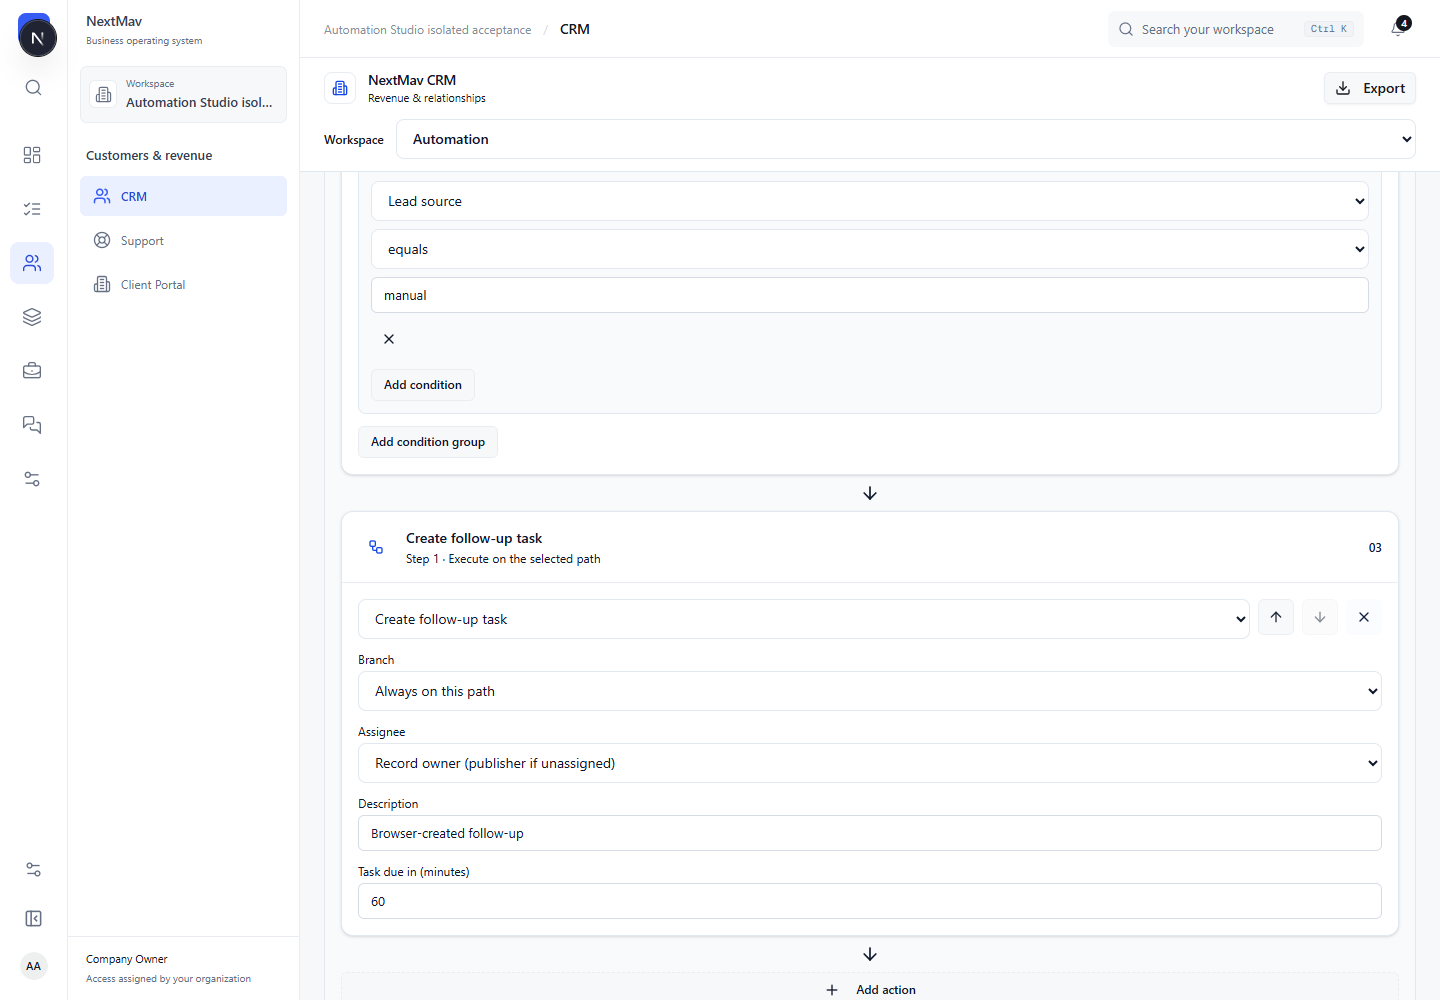 NextMav
Business operating system
N
Workspace
Automation Studio isol...
Customers & revenue
CRM
Support
Client Portal
Company Owner
Access assigned by your organization
AA
Automation Studio isolated acceptance / CRM
Search your workspace
Ctrl K
4
NextMav CRM
Revenue & relationships
Export
Workspace
Automation
Lead source
equals
manual
Add condition
Add condition group
Create follow-up task
Step 1 · Execute on the selected path
03
Create follow-up task
Branch
Always on this path
Assignee
Record owner (publisher if unassigned)
Description
Browser-created follow-up
Task due in (minutes)
60
Add action